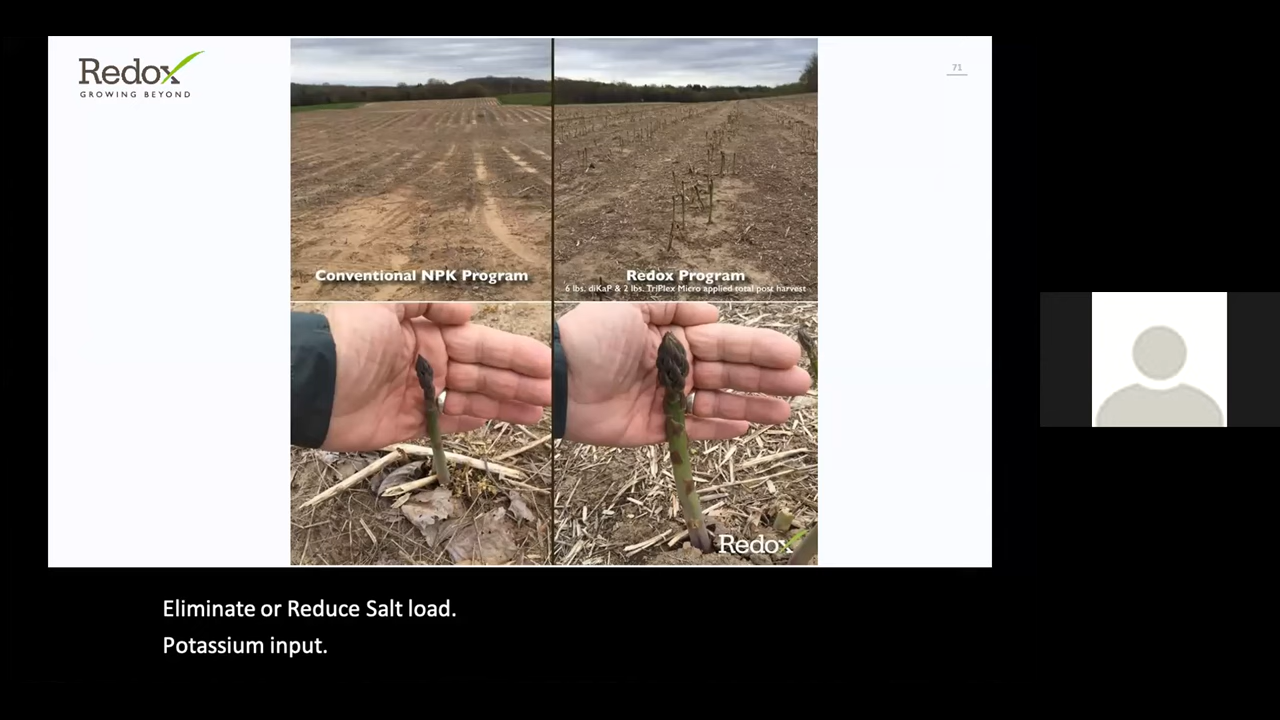 Redox
GROWING BEYOND
71
Conventional NPK Program
Redox Program
6 lbs. diKaP & 2 lbs. TriPlex Micro applied total post harvest
Redox
Eliminate or Reduce Salt load.
Potassium input.